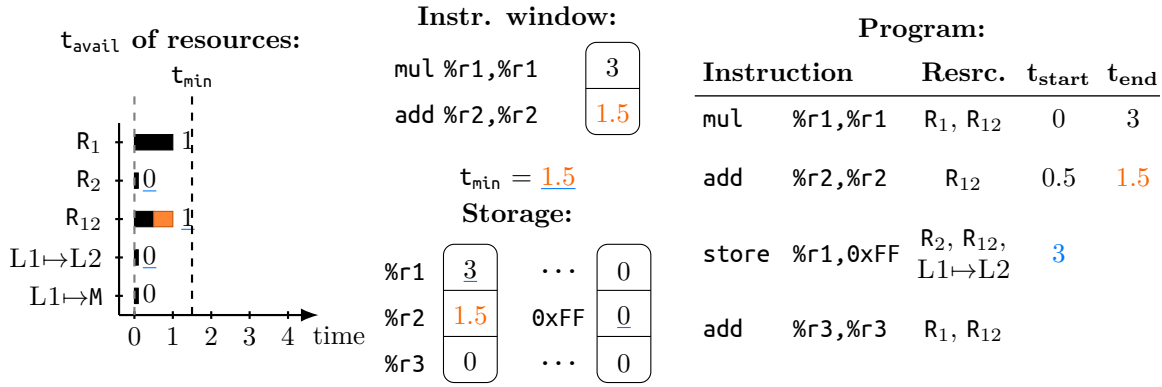 t_avail of resources:
t_min
R₁ 1
R₂ 0
R₁₂ 1
L1↦L2 0
L1↦M 0
0 1 2 3 4 time
Instr. window:
mul %r1,%r1 3
add %r2,%r2 1.5
t_min = 1.5
Storage:
%r1 3 ··· 0
%r2 1.5 0xFF 0
%r3 0 ··· 0
Program:
Instruction Resrc. t_start t_end
mul %r1,%r1 R₁, R₁₂ 0 3
add %r2,%r2 R₁₂ 0.5 1.5
store %r1,0xFF R₂, R₁₂, 3
L1↦L2
add %r3,%r3 R₁, R₁₂